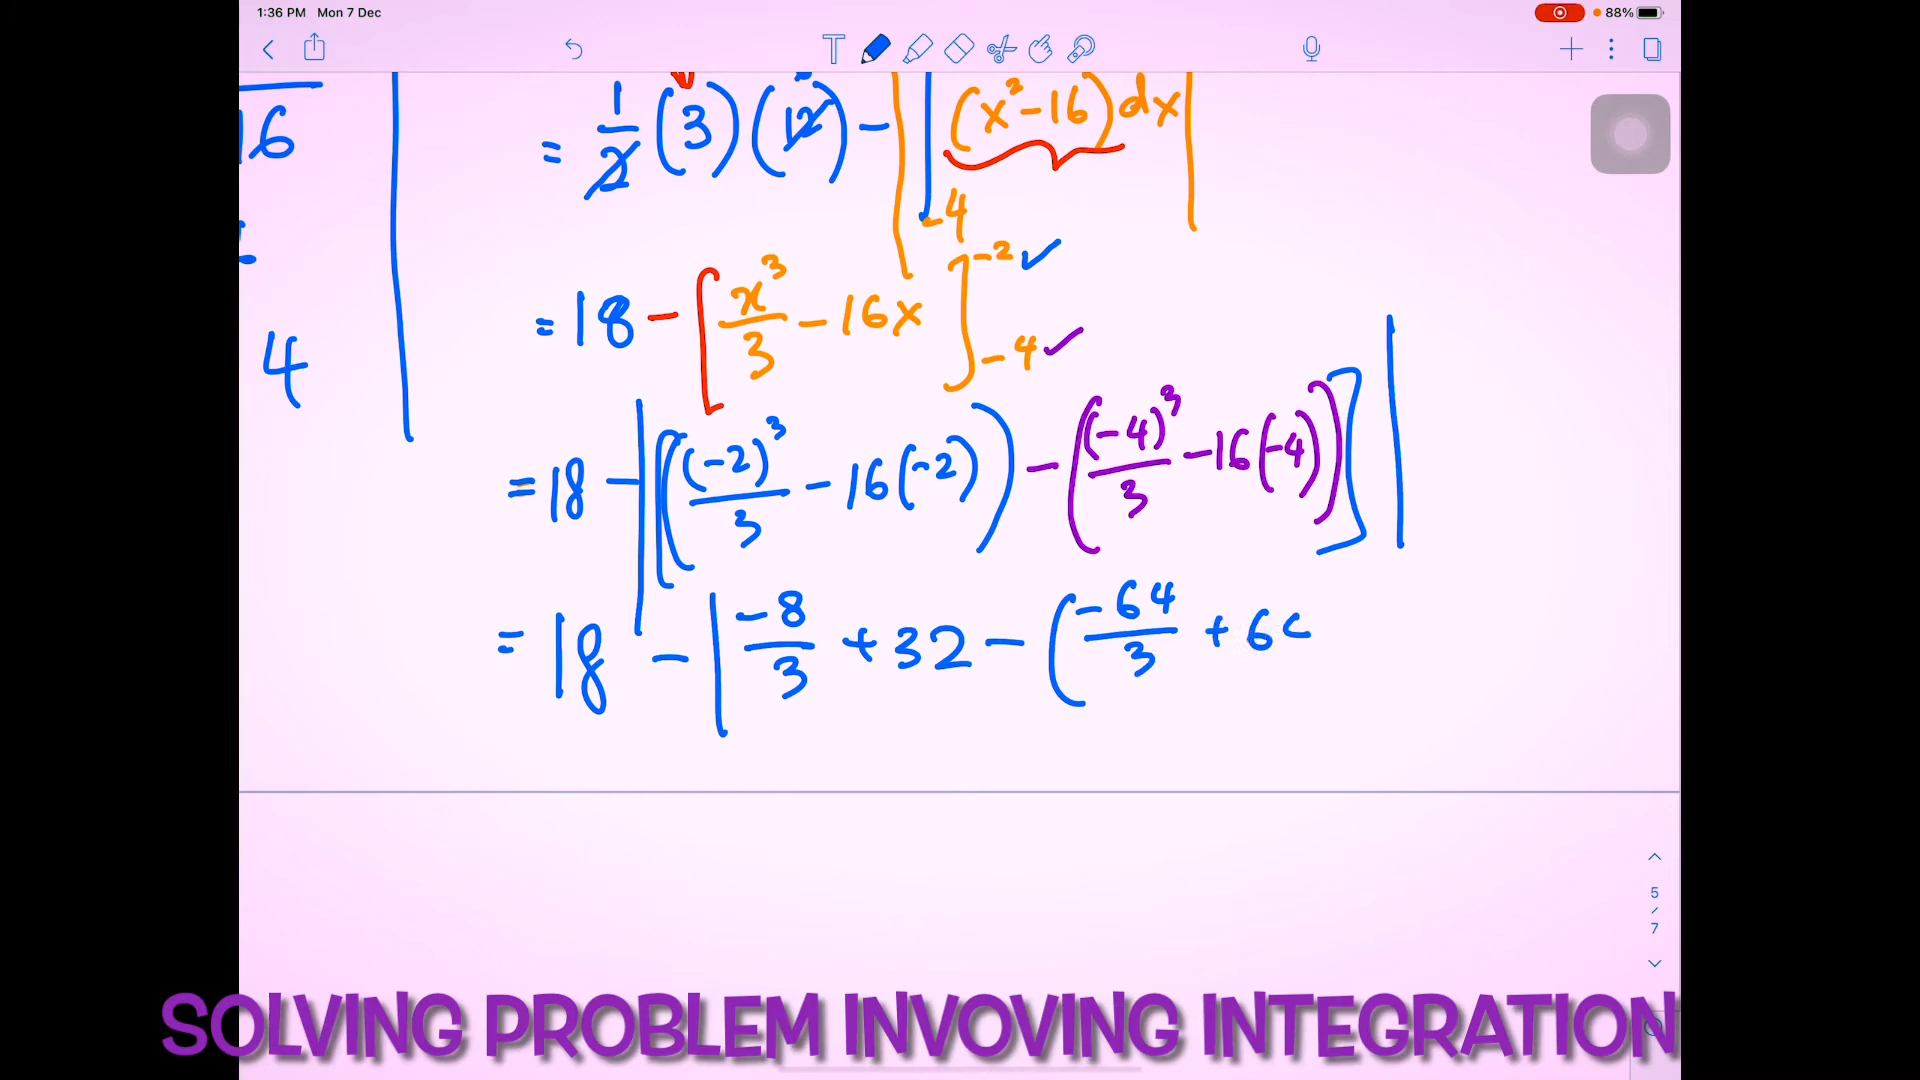 1:36 PM Mon 7 Dec 88%
T
16
4
= 1/2 (3)(12) - | ∫_{-4} (x² - 16) dx |
= 18 - [x³/3 - 16x]_{-4}^{-2}
= 18 - |[((-2)³/3 - 16(-2)) - ((-4)³/3 - 16(-4))]|
= 18 - |-8/3 + 32 - (-64/3 + 6
5
/
7
SOLVING PROBLEM INVOVING INTEGRATION